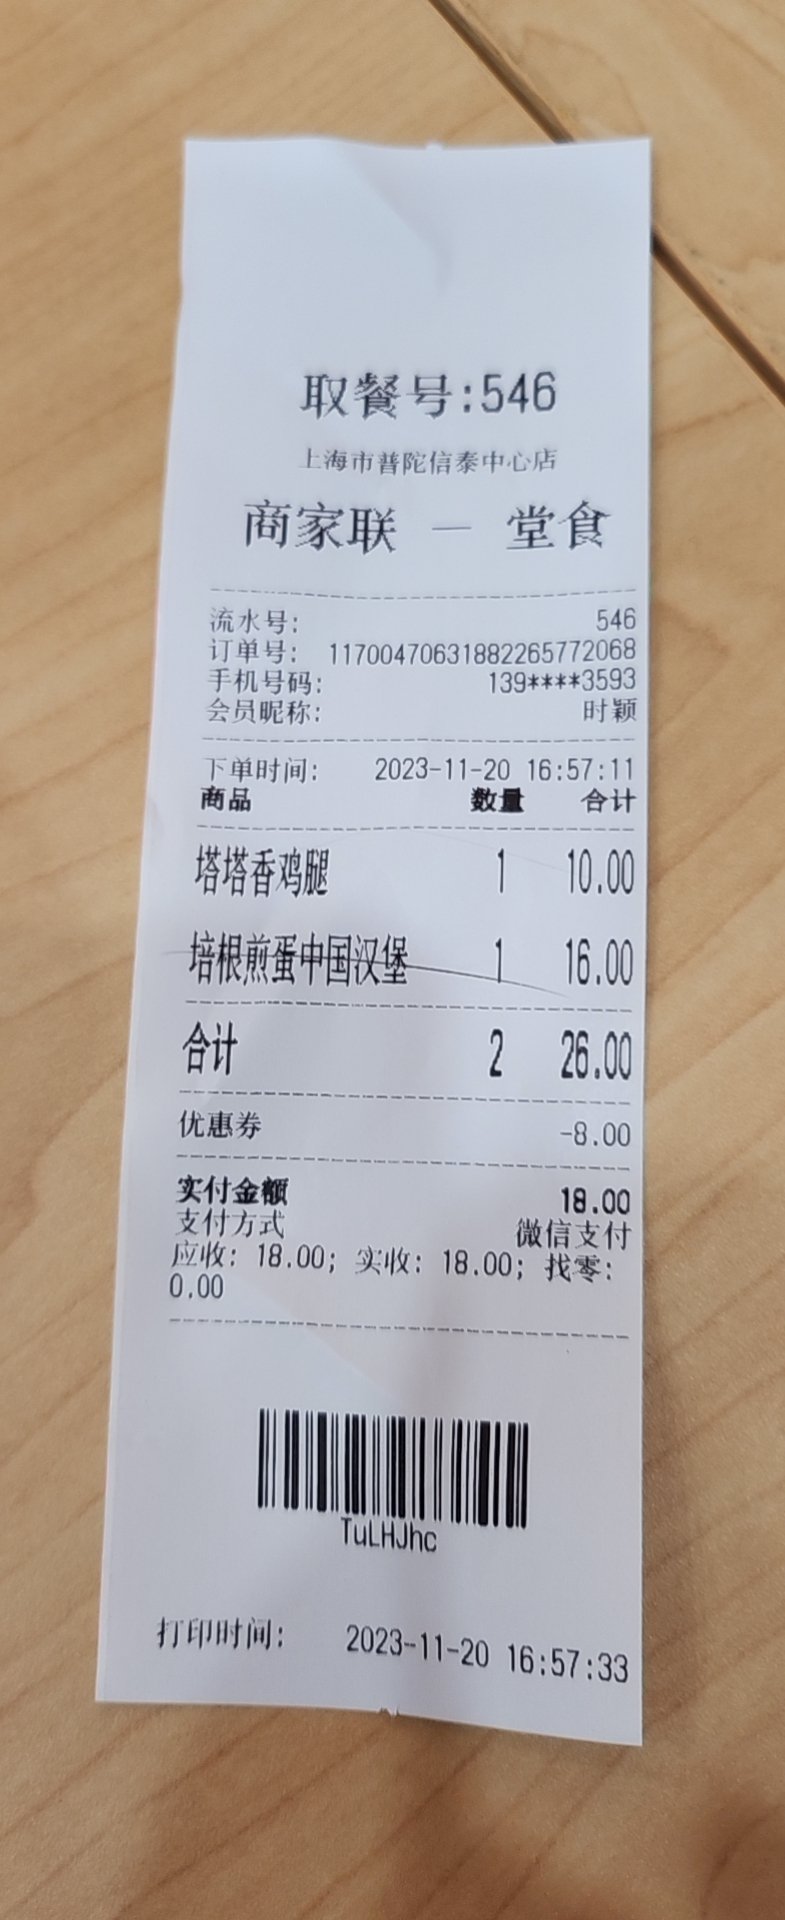 取餐号:546
上海市普陀信泰中心店
商家联 － 堂食
流水号: 546
订单号: 11700470631882265772068
手机号码: 139****3593
会员昵称: 时颖
下单时间: 2023-11-20 16:57:11
商品 数量 合计
塔塔香鸡腿 1 10.00
培根煎蛋中国汉堡 1 16.00
合计 2 26.00
优惠券 -8.00
实付金额 18.00
支付方式 微信支付
应收: 18.00; 实收: 18.00; 找零:
0.00
TuLHJhc
打印时间: 2023-11-20 16:57:33